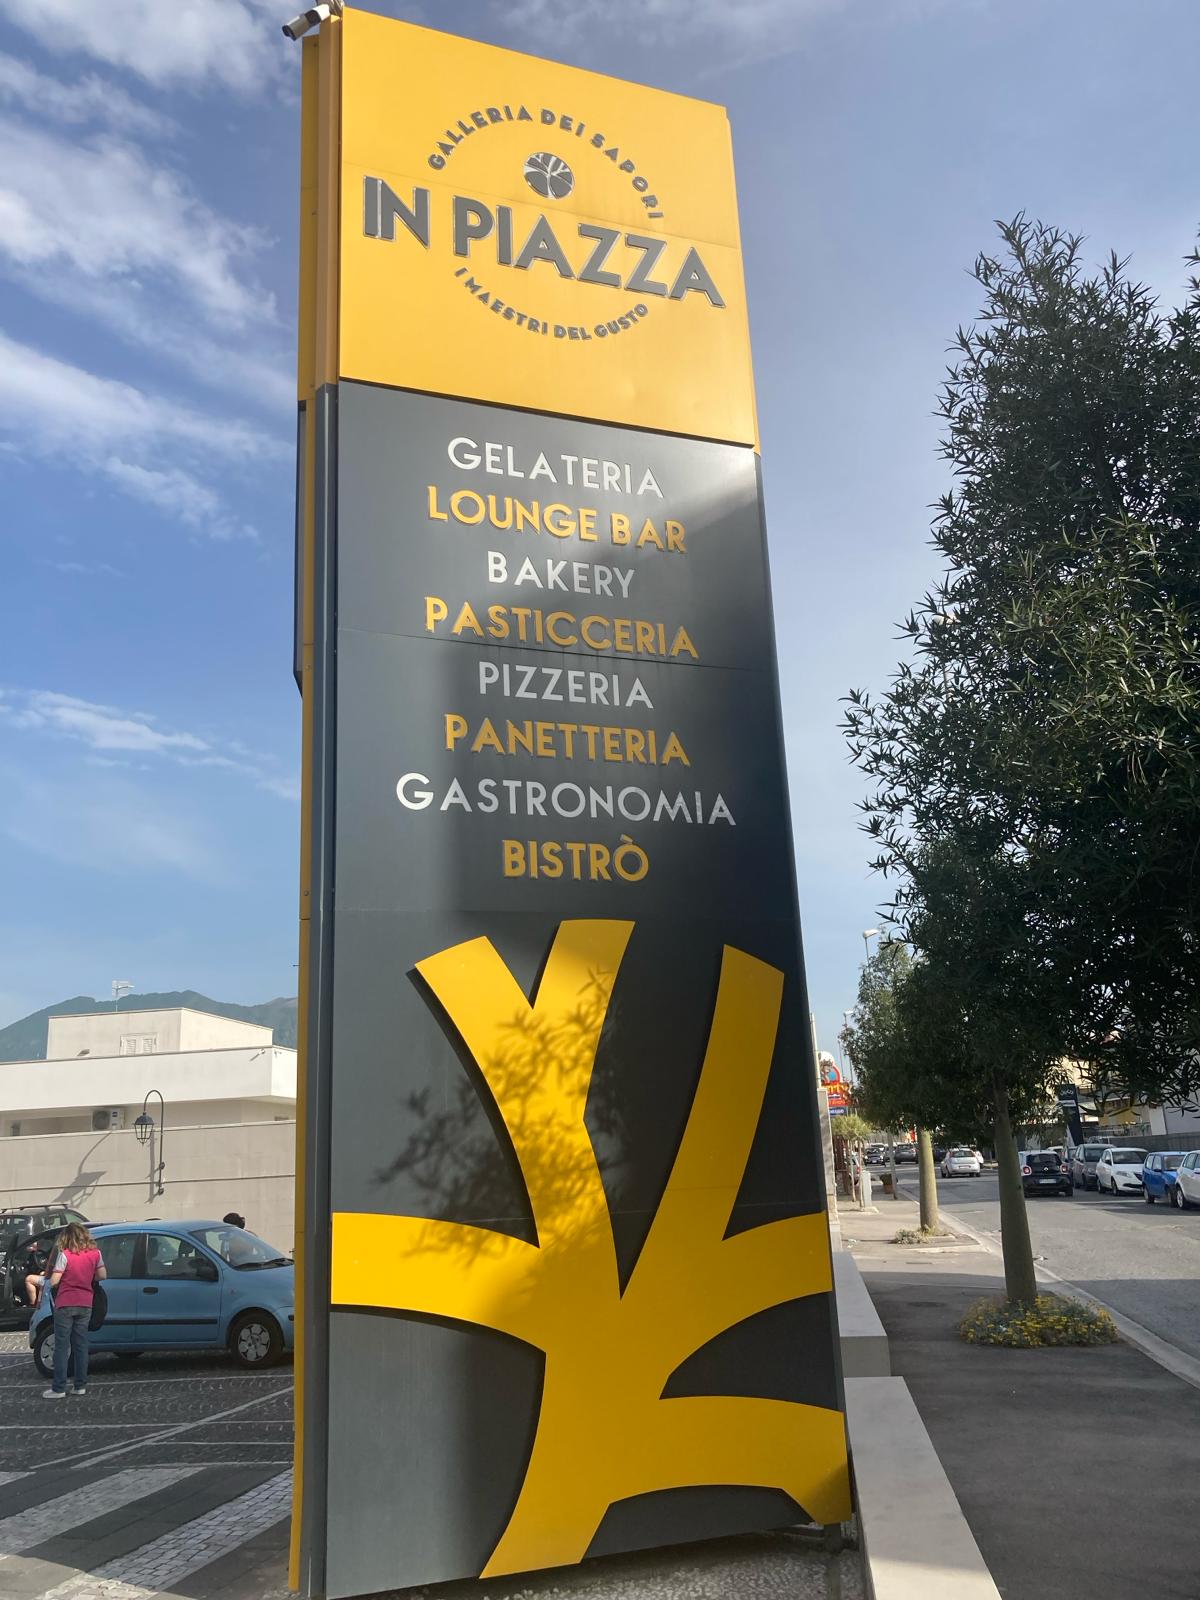 GALLERIA DEI SAPORI
IN PIAZZA
I MAESTRI DEL GUSTO
GELATERIA
LOUNGE BAR
BAKERY
PASTICCERIA
PIZZERIA
PANETTERIA
GASTRONOMIA
BISTRÒ